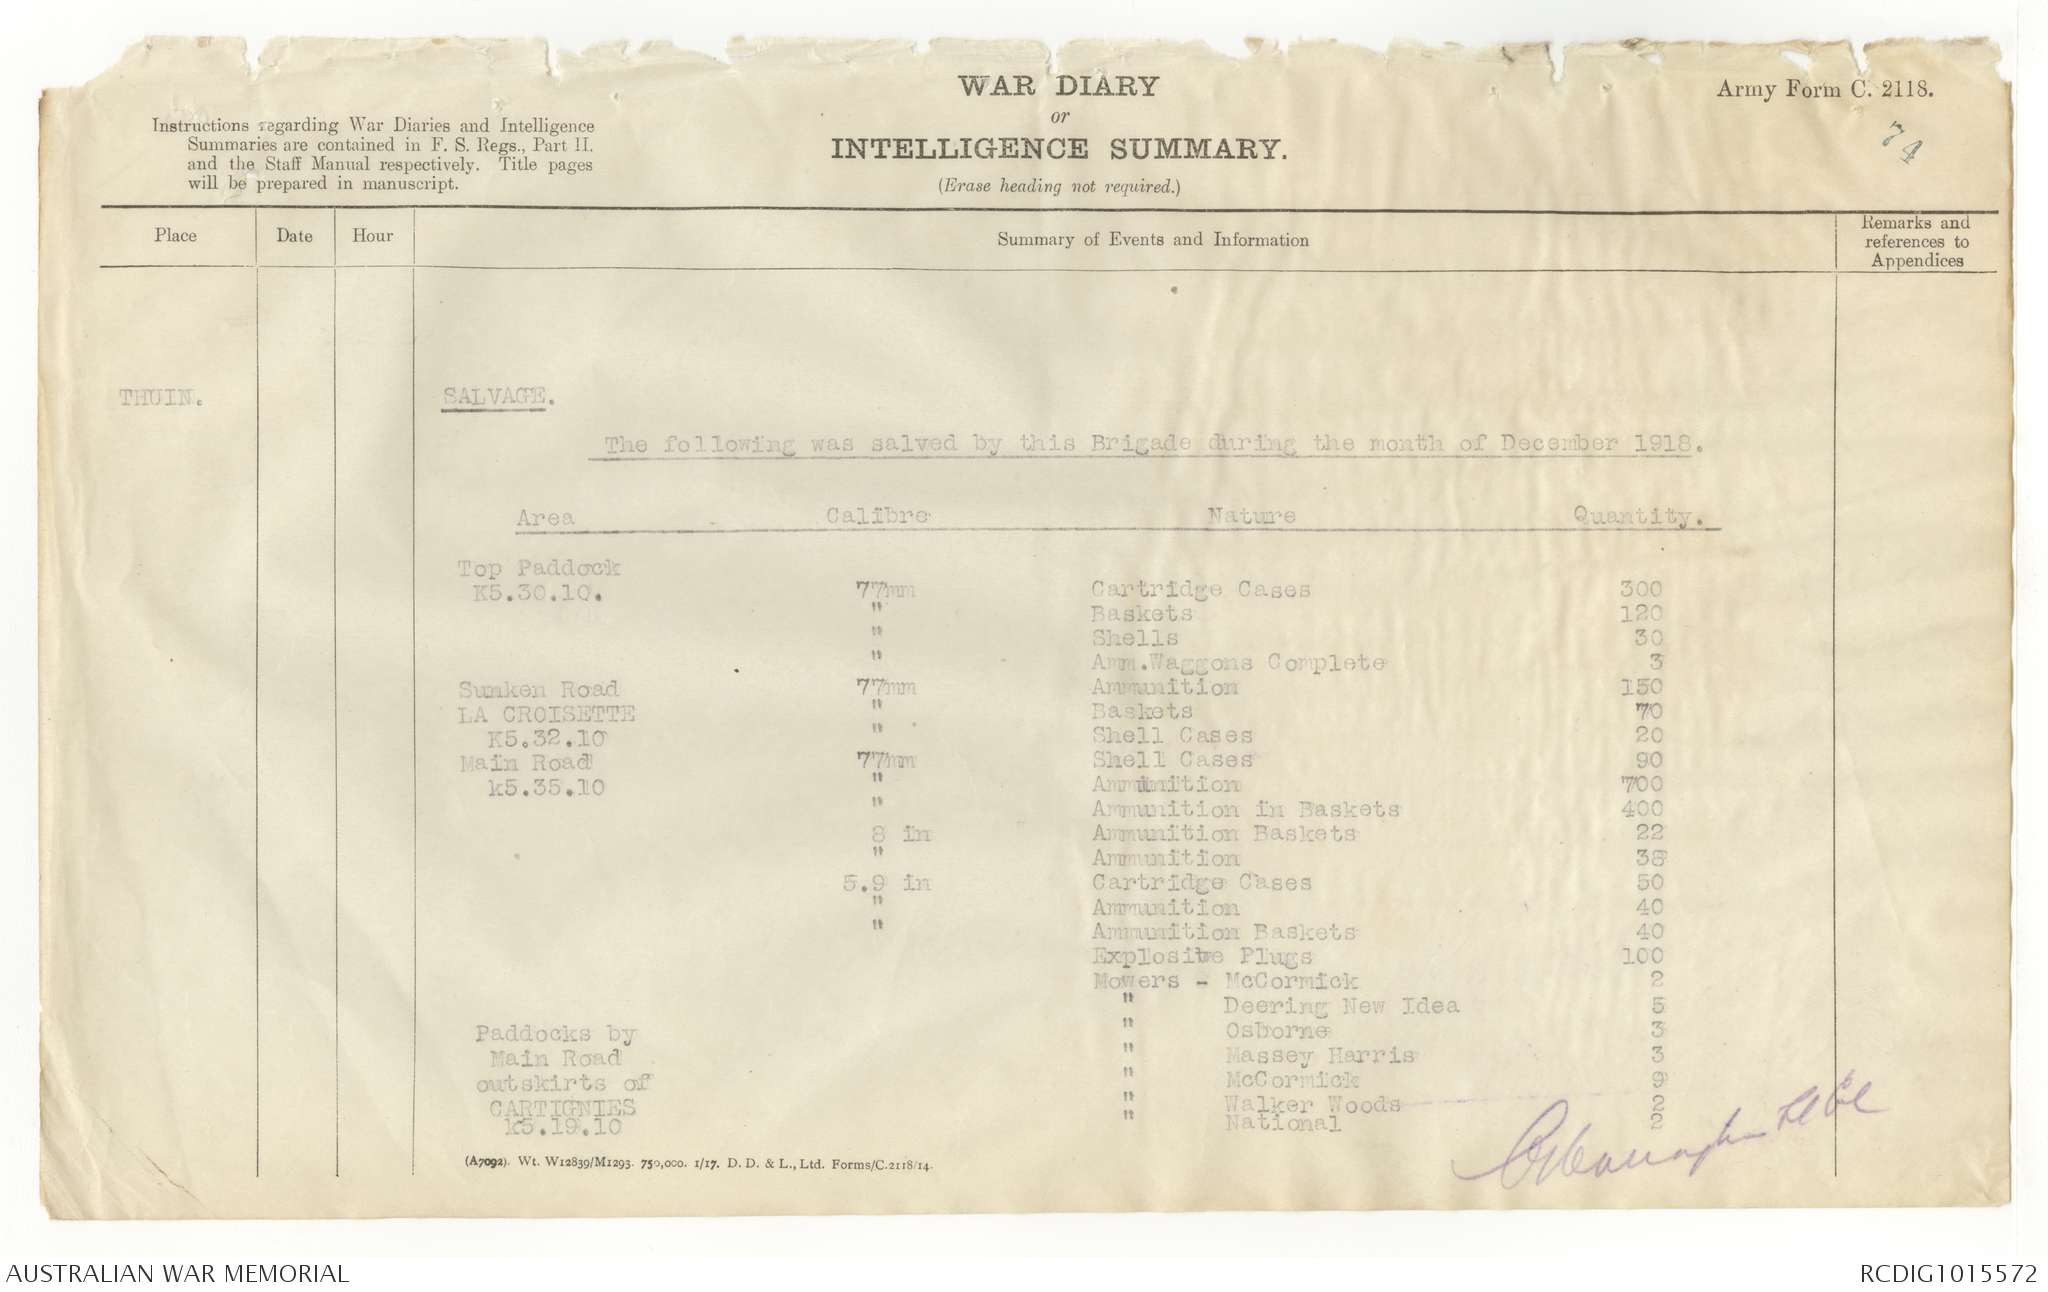 WAR DIARY
or
INTELLIGENCE SUMMARY.
(Erase heading not required.)
Army Form C. 2118.
74
Instructions regarding War Diaries and Intelligence
Summaries are contained in F. S. Regs., Part II.
and the Staff Manual respectively. Title pages
will be prepared in manuscript.
Place Date Hour Summary of Events and Information Remarks and references to Appendices
THUIN. SALVAGE.
The following was salved by this Brigade during the month of December 1918.
Area Calibre Nature Quantity.
Top Paddock
K5.30.10. 77mm Cartridge Cases 300
" Baskets 120
" Shells 30
" Amm.Waggons Complete 3
Sunken Road 77mm Ammunition 150
LA CROISETTE " Baskets 70
K5.32.10 " Shell Cases 20
Main Road 77mm Shell Cases 90
k5.35.10 " Ammunition 700
" Ammunition in Baskets 400
8 in Ammunition Baskets 22
" Ammunition 38
5.9 in Cartridge Cases 50
" Ammunition 40
" Ammunition Baskets 40
Explosive Plugs 100
Mowers - McCormick 2
" Deering New Idea 5
Paddocks by " Osborne 3
Main Road " Massey Harris 3
outskirts of " McCormick 9
CARTIGNIES " Walker Woods 2
k5.19.10 " National 2
(A7092). Wt. W12839/M1293. 750,000. 1/17. D. D. & L., Ltd. Forms/C.2118/14.
AUSTRALIAN WAR MEMORIAL
RCDIG1015572